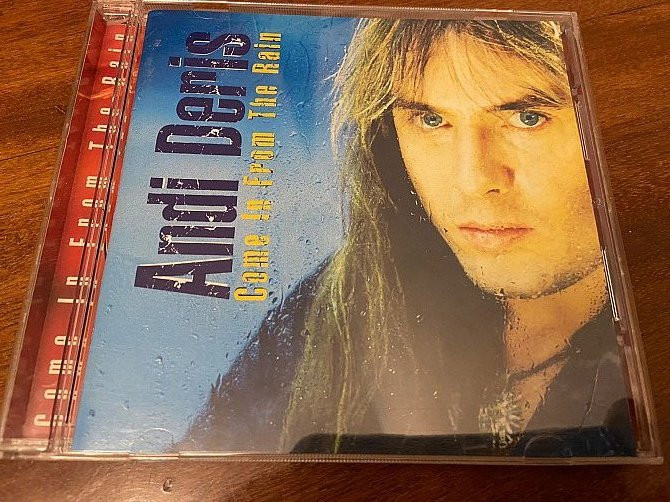 Come In From The Rain
Andi Deris
Come In From The Rain